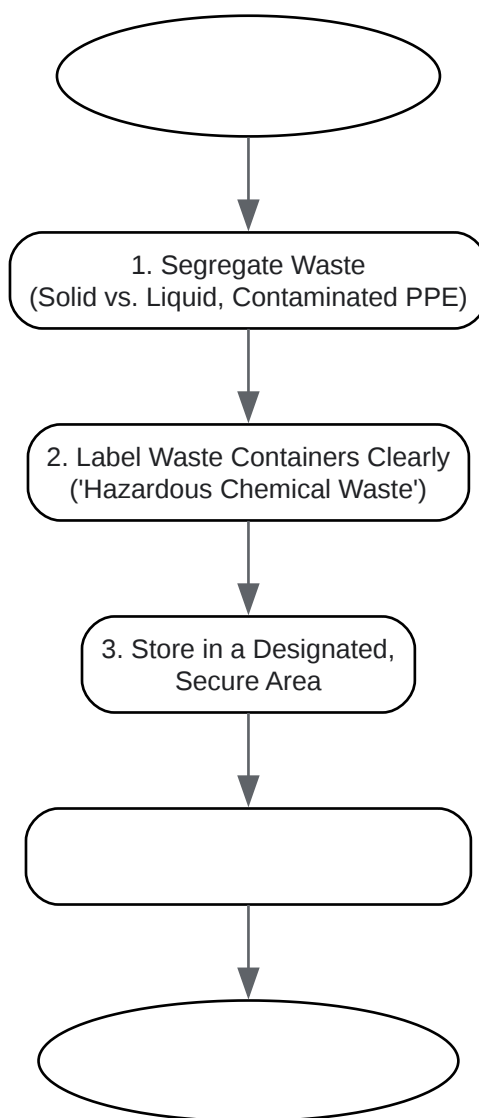 1. Segregate Waste
(Solid vs. Liquid, Contaminated PPE)
2. Label Waste Containers Clearly
('Hazardous Chemical Waste')
3. Store in a Designated,
Secure Area